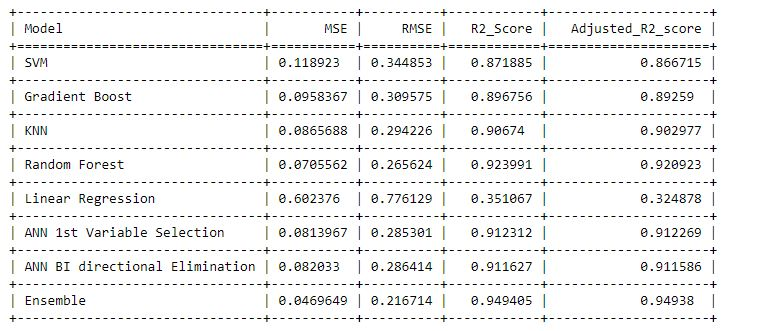 +---------------------------------+-----------+----------+------------+---------------------+
| Model                           |       MSE |     RMSE |   R2_Score |   Adjusted_R2_score |
+=================================+===========+==========+============+=====================+
| SVM                             | 0.118923  | 0.344853 |   0.871885 |            0.866715 |
+---------------------------------+-----------+----------+------------+---------------------+
| Gradient Boost                  | 0.0958367 | 0.309575 |   0.896756 |            0.89259  |
+---------------------------------+-----------+----------+------------+---------------------+
| KNN                             | 0.0865688 | 0.294226 |   0.90674  |            0.902977 |
+---------------------------------+-----------+----------+------------+---------------------+
| Random Forest                   | 0.0705562 | 0.265624 |   0.923991 |            0.920923 |
+---------------------------------+-----------+----------+------------+---------------------+
| Linear Regression               | 0.602376  | 0.776129 |   0.351067 |            0.324878 |
+---------------------------------+-----------+----------+------------+---------------------+
| ANN 1st Variable Selection      | 0.0813967 | 0.285301 |   0.912312 |            0.912269 |
+---------------------------------+-----------+----------+------------+---------------------+
| ANN BI directional Elimination  | 0.082033  | 0.286414 |   0.911627 |            0.911586 |
+---------------------------------+-----------+----------+------------+---------------------+
| Ensemble                        | 0.0469649 | 0.216714 |   0.949405 |            0.94938  |
+---------------------------------+-----------+----------+------------+---------------------+